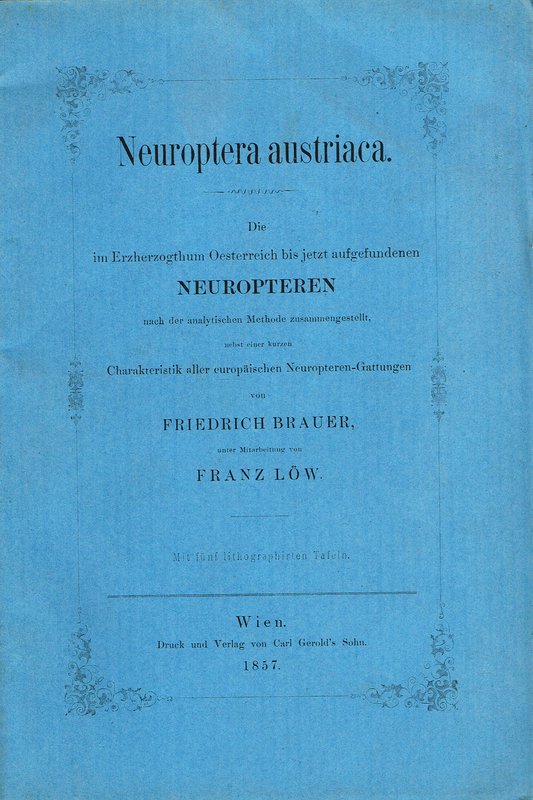 Neuroptera austriaca.
Die
im Erzherzogthum Oesterreich bis jetzt aufgefundenen
NEUROPTEREN
nach der analytischen Methode zusammengestellt,
nebst einer kurzen
Charakteristik aller europäischen Neuropteren-Gattungen
von
FRIEDRICH BRAUER,
unter Mitarbeitung von
FRANZ LÖW.
Mit fünf lithographirten Tafeln.
Wien.
Druck und Verlag von Carl Gerold's Sohn.
1857.